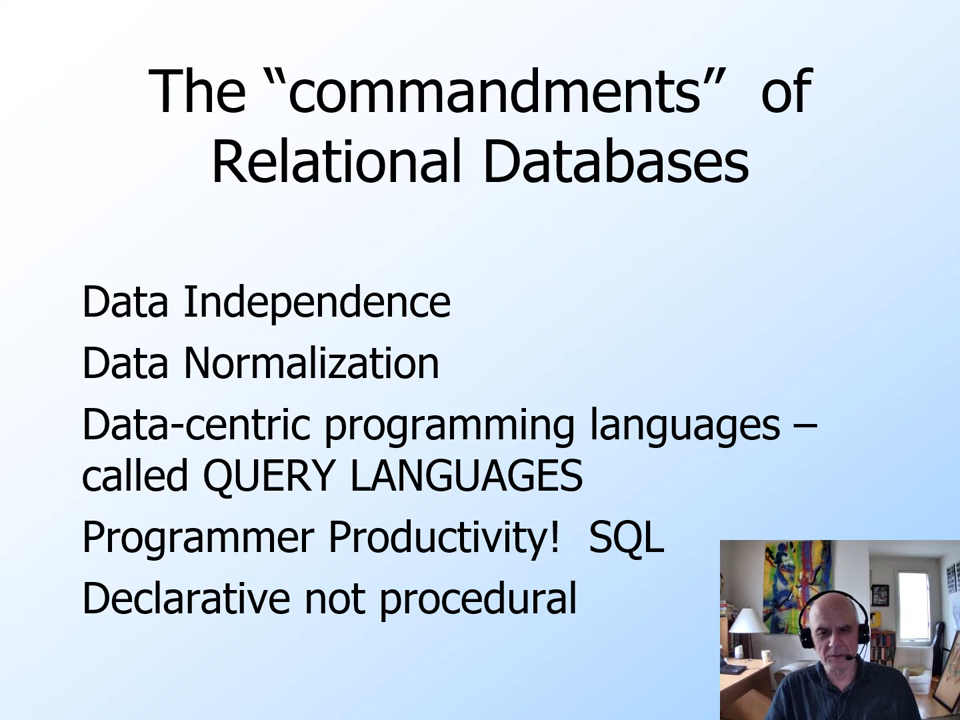 The “commandments”  of
Relational Databases
Data Independence
Data Normalization
Data-centric programming languages –
called QUERY LANGUAGES
Programmer Productivity!  SQL
Declarative not procedural